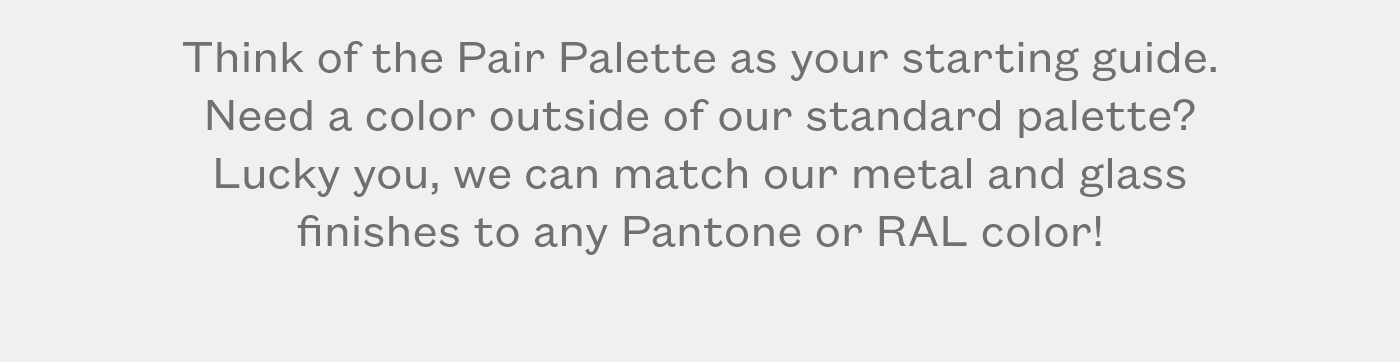 Think of the Pair Palette as your starting guide.
Need a color outside of our standard palette?
Lucky you, we can match our metal and glass
finishes to any Pantone or RAL color!